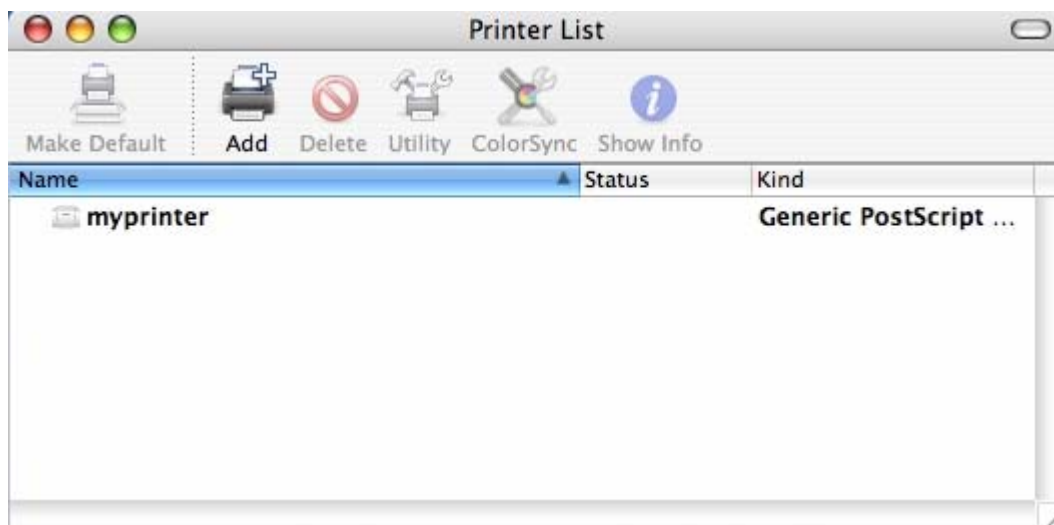 Printer List
Make Default Add Delete Utility ColorSync Show Info
Name Status Kind
myprinter Generic PostScript ...